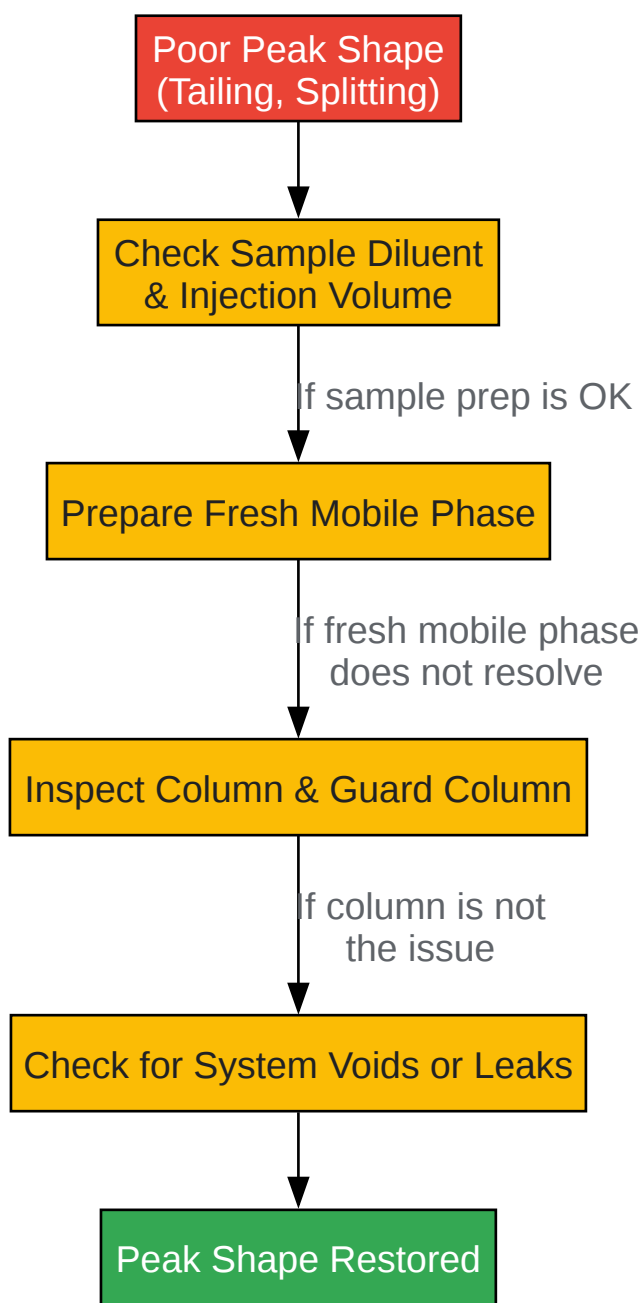 Poor Peak Shape
(Tailing, Splitting)
Check Sample Diluent
& Injection Volume
If sample prep is OK
Prepare Fresh Mobile Phase
If fresh mobile phase
does not resolve
Inspect Column & Guard Column
If column is not
the issue
Check for System Voids or Leaks
Peak Shape Restored